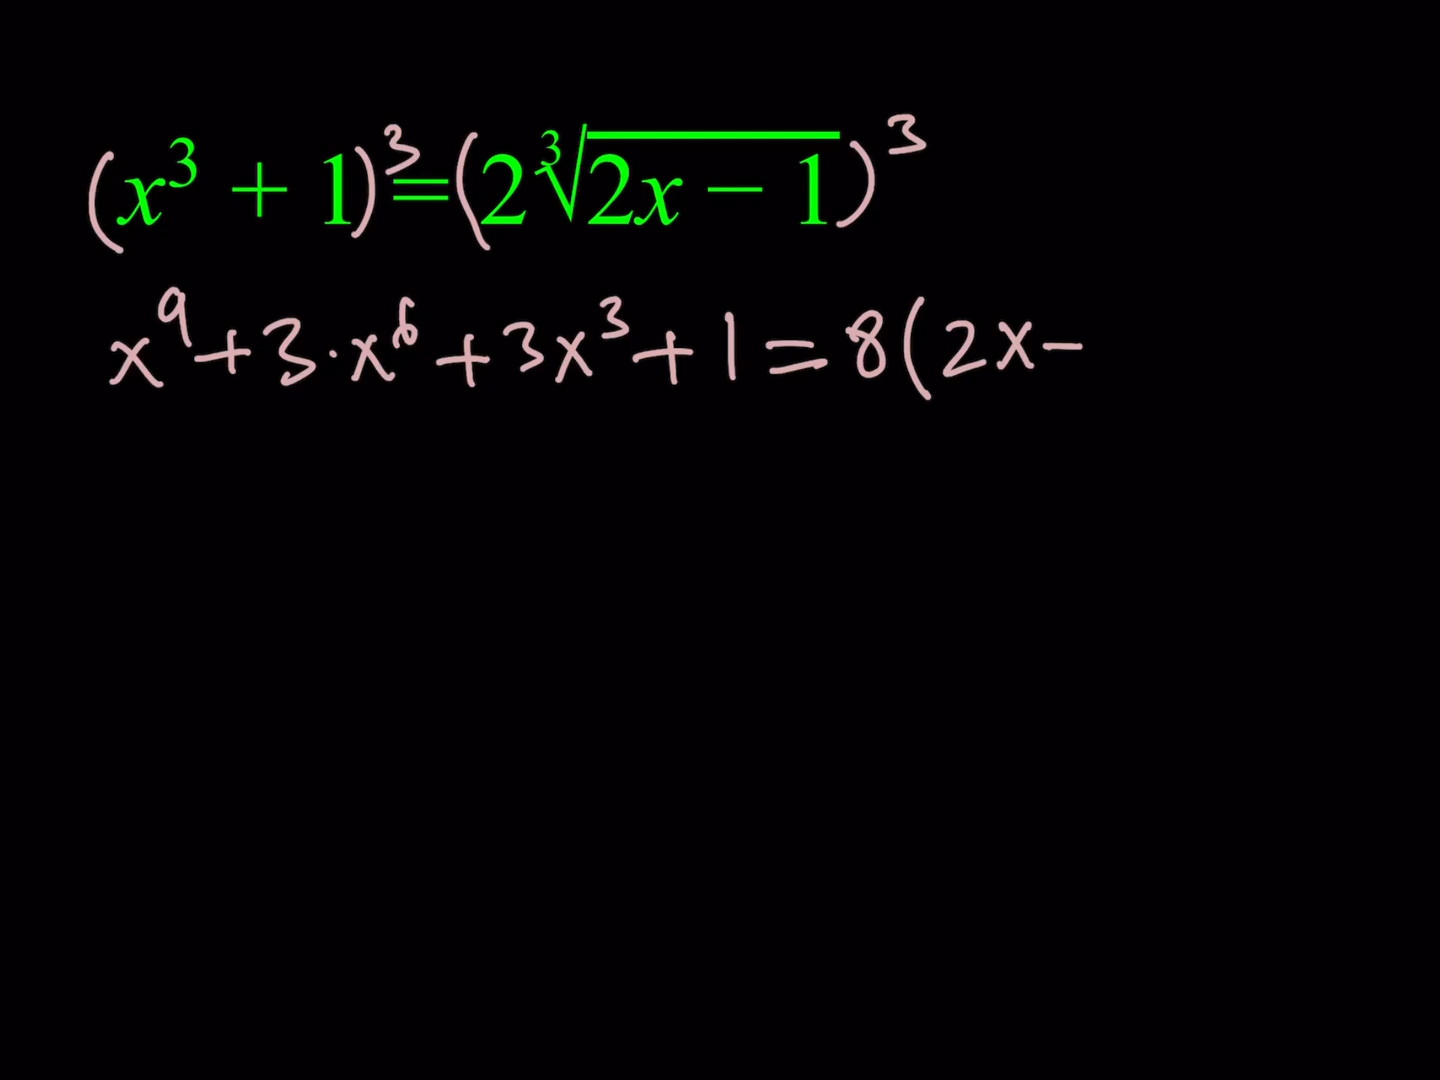 (x³ + 1)³ = (2∛(2x − 1))³
x⁹ + 3·x⁶ + 3x³ + 1 = 8(2x −